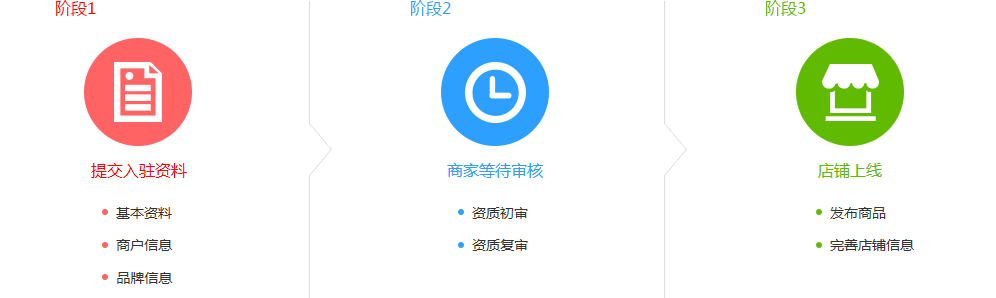 阶段1
提交入驻资料
基本资料
商户信息
品牌信息
阶段2
商家等待审核
资质初审
资质复审
阶段3
店铺上线
发布商品
完善店铺信息